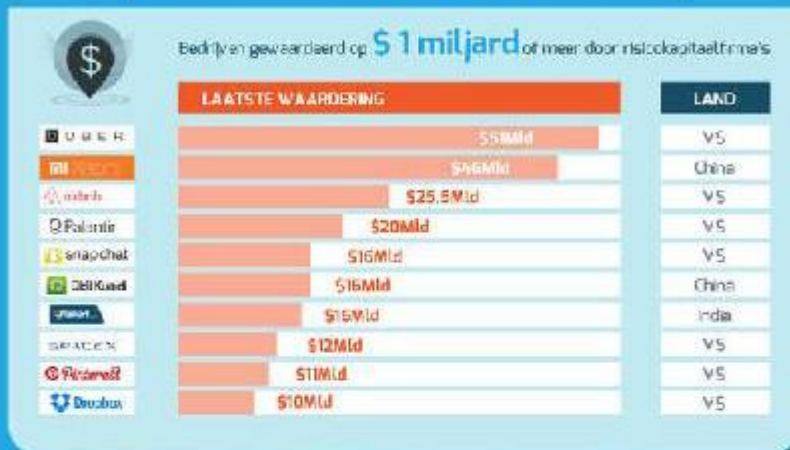 $
Bedrijven gewaardeerd op $ 1 miljard of meer door risicokapitaalfirma's
LAATSTE WAARDERING LAND
UBER $51Mld VS
MI $46Mld China
airbnb $25,5Mld VS
Palantir $20Mld VS
snapchat $16Mld VS
$16Mld China
$15Mld India
SPACEX $12Mld VS
Pinterest $11Mld VS
Dropbox $10Mld VS